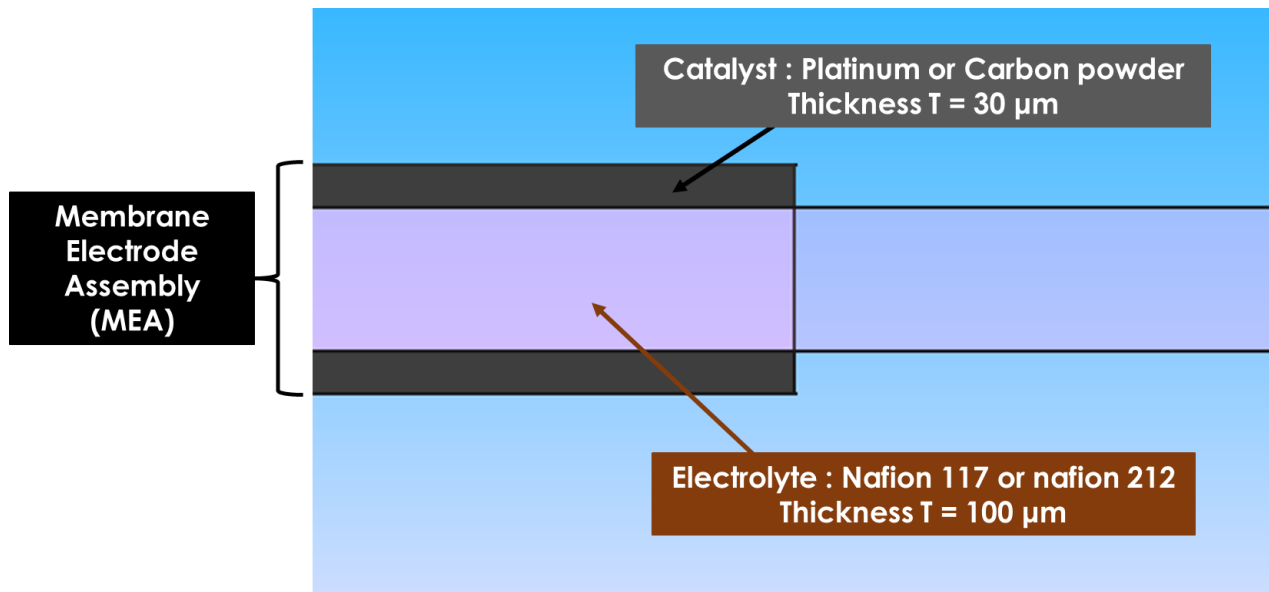 Catalyst : Platinum or Carbon powder
Thickness T = 30 µm
Membrane
Electrode
Assembly
(MEA)
Electrolyte : Nafion 117 or nafion 212
Thickness T = 100 µm